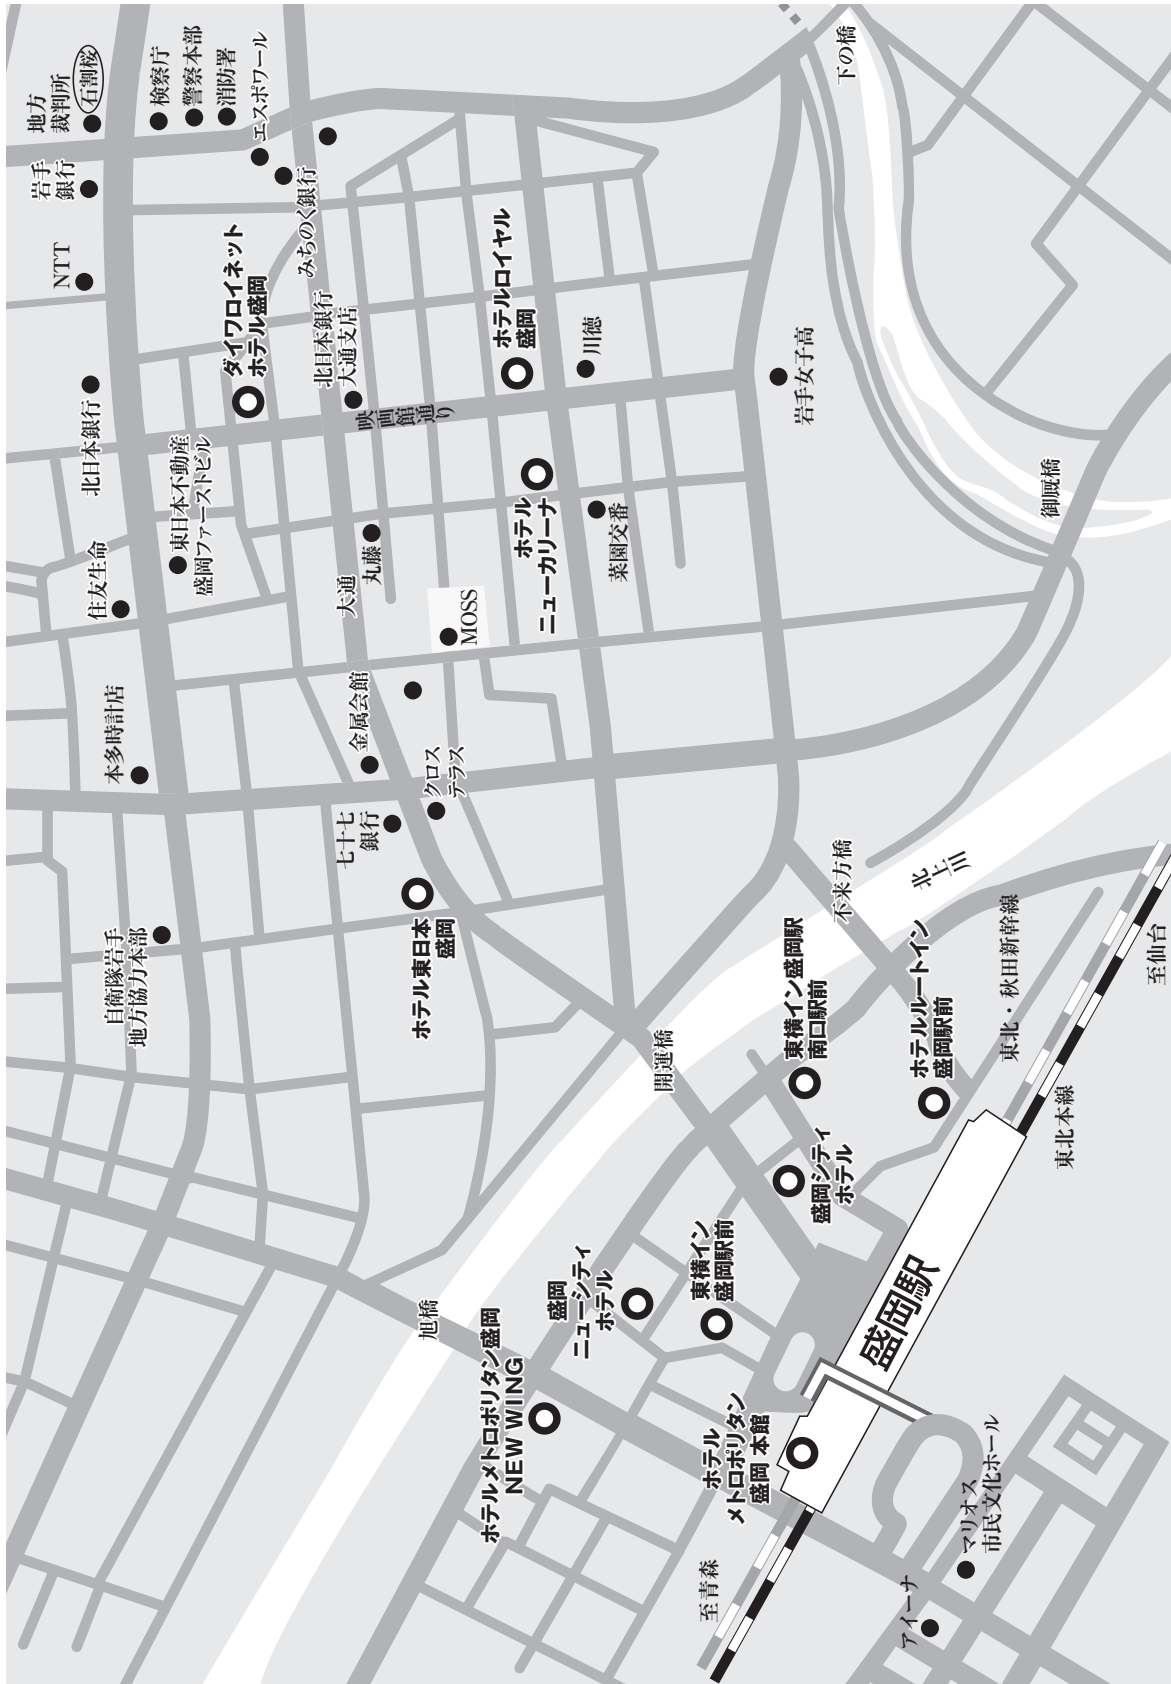 地方
裁判所
石割桜
検察庁
警察本部
消防署
エスポワール
岩手
銀行
NTT
みちのく銀行
ダイワロイネット
ホテル盛岡
北日本銀行
大通支店
映画館通り
ホテルロイヤル
盛岡
川徳
岩手女子高
下の橋
北日本銀行
東日本不動産
盛岡ファーストビル
住友生命
丸藤
大通
MOSS
ホテル
ニューカリーナ
菜園交番
御厩橋
本多時計店
金属会館
クロス
テラス
七十七
銀行
自衛隊岩手
地方協力本部
ホテル東日本
盛岡
不来方橋
北上川
開運橋
東横イン盛岡駅
南口駅前
ホテルルートイン
盛岡駅前
東北・秋田新幹線
東北本線
至仙台
盛岡シティ
ホテル
東横イン
盛岡駅前
盛岡
ニューシティ
ホテル
旭橋
ホテルメトロポリタン盛岡
NEW WING
ホテル
メトロポリタン
盛岡 本館
盛岡駅
至青森
マリオス
市民文化ホール
アイーナ